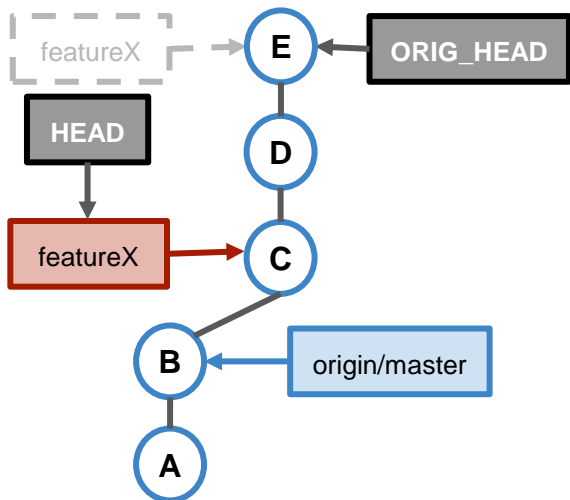 featureX
E
ORIG_HEAD
HEAD
D
featureX
C
B
origin/master
A